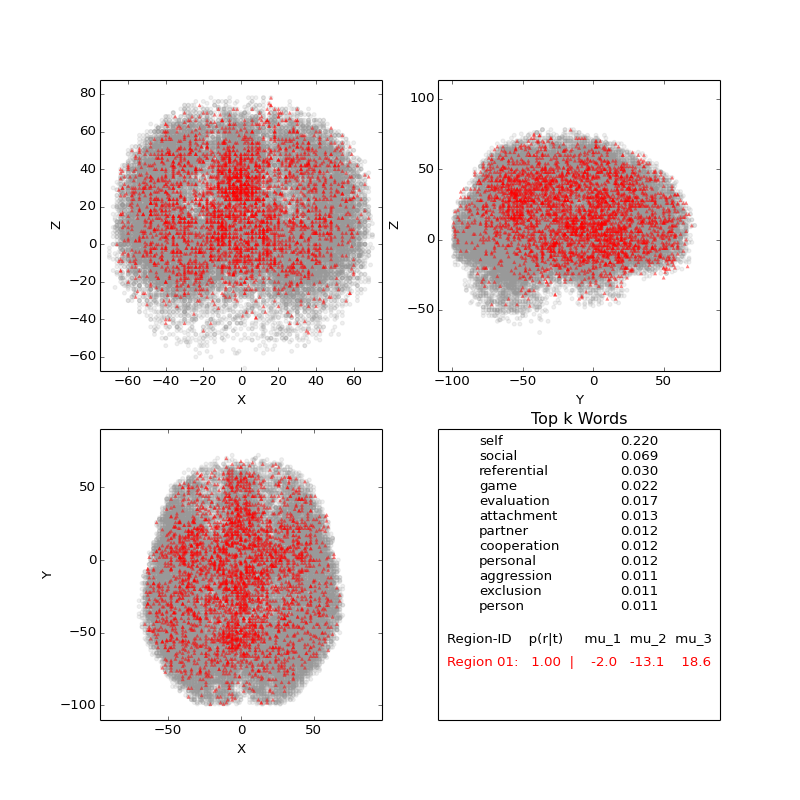 80
60
40
20
0
−20
−40
−60
Z
−60 −40 −20 0 20 40 60
X
100
50
0
−50
Z
−100 −50 0 50
Y
50
0
−50
−100
Y
−50 0 50
X
Top k Words
self 0.220
social 0.069
referential 0.030
game 0.022
evaluation 0.017
attachment 0.013
partner 0.012
cooperation 0.012
personal 0.012
aggression 0.011
exclusion 0.011
person 0.011
Region-ID p(r|t) mu_1 mu_2 mu_3
Region 01: 1.00 | -2.0 -13.1 18.6